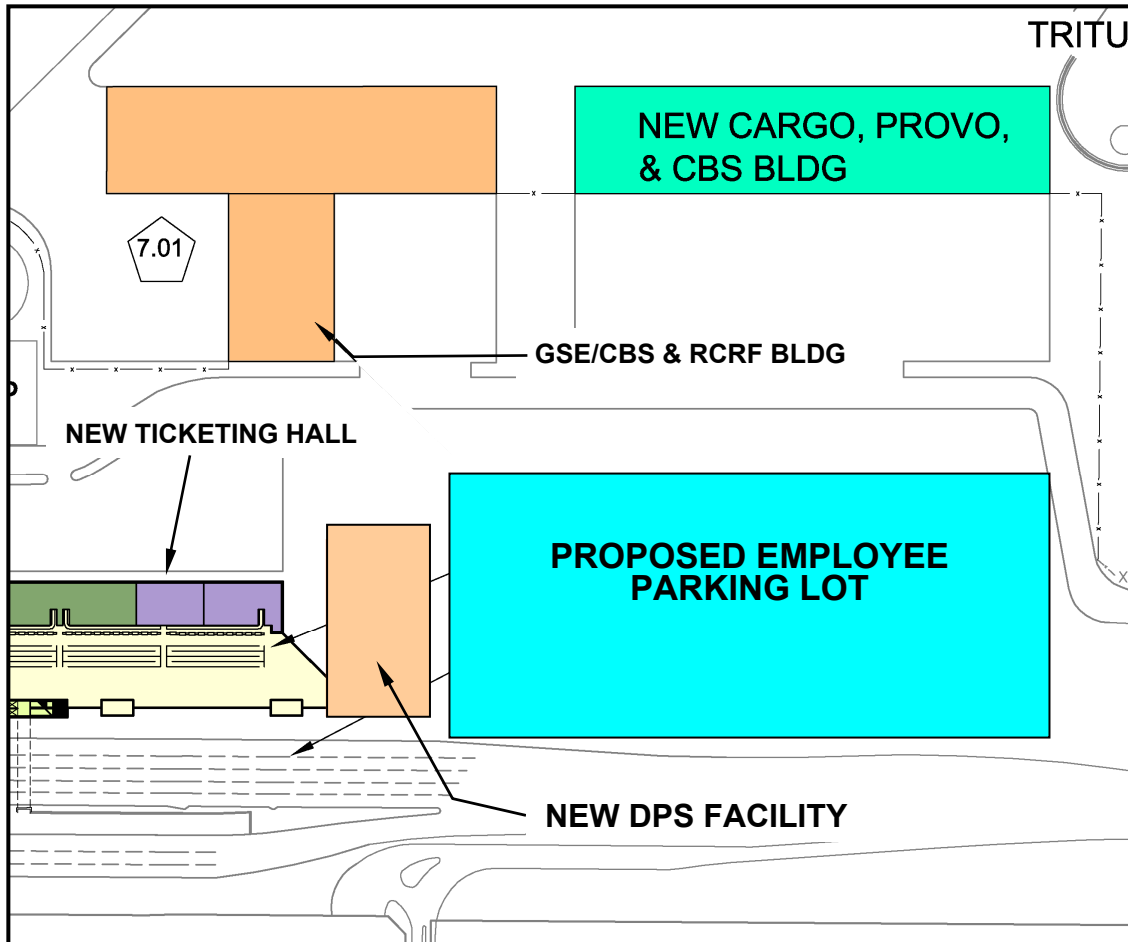 TRITU
NEW CARGO, PROVO,
& CBS BLDG
7.01
GSE/CBS & RCRF BLDG
NEW TICKETING HALL
PROPOSED EMPLOYEE
PARKING LOT
NEW DPS FACILITY